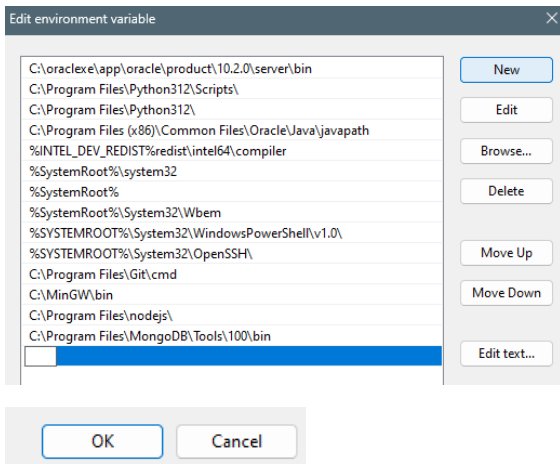 Edit environment variable
C:\oraclexe\app\oracle\product\10.2.0\server\bin
C:\Program Files\Python312\Scripts\
C:\Program Files\Python312\
C:\Program Files (x86)\Common Files\Oracle\Java\javapath
%INTEL_DEV_REDIST%redist\intel64\compiler
%SystemRoot%\system32
%SystemRoot%
%SystemRoot%\System32\Wbem
%SYSTEMROOT%\System32\WindowsPowerShell\v1.0\
%SYSTEMROOT%\System32\OpenSSH\
C:\Program Files\Git\cmd
C:\MinGW\bin
C:\Program Files\nodejs\
C:\Program Files\MongoDB\Tools\100\bin
New
Edit
Browse...
Delete
Move Up
Move Down
Edit text...
OK
Cancel